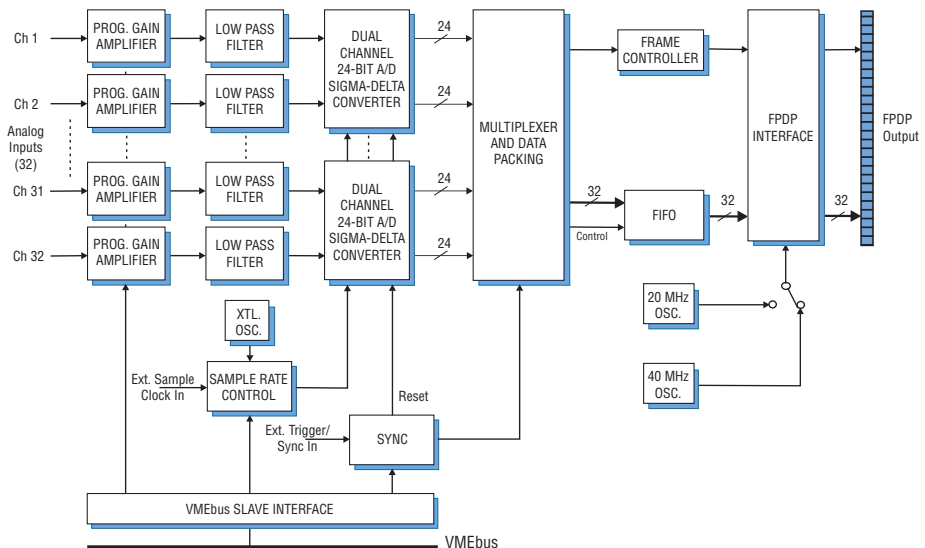 Ch 1
PROG. GAIN
AMPLIFIER
LOW PASS
FILTER
DUAL
CHANNEL
24-BIT A/D
SIGMA-DELTA
CONVERTER
24
24
Ch 2
PROG. GAIN
AMPLIFIER
LOW PASS
FILTER
Analog
Inputs
(32)
Ch 31
PROG. GAIN
AMPLIFIER
LOW PASS
FILTER
DUAL
CHANNEL
24-BIT A/D
SIGMA-DELTA
CONVERTER
24
24
Ch 32
PROG. GAIN
AMPLIFIER
LOW PASS
FILTER
MULTIPLEXER
AND DATA
PACKING
FRAME
CONTROLLER
32
Control
FIFO
32
FPDP
INTERFACE
32
FPDP
Output
20 MHz
OSC.
40 MHz
OSC.
XTL.
OSC.
Ext. Sample
Clock In
SAMPLE RATE
CONTROL
Reset
Ext. Trigger/
Sync In
SYNC
VMEbus SLAVE INTERFACE
VMEbus